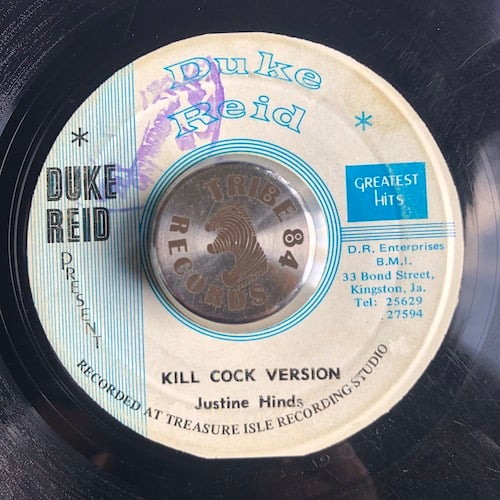 Duke
Reid
*
*
DUKE
REID
PRESENT
GREATEST
HITS
TRIBE 84
RECORDS
D.R. Enterprises
B.M.I.
33 Bond Street,
Kingston, Ja.
Tel: 25629
27594
KILL COCK VERSION
Justine Hinds
RECORDED AT TREASURE ISLE RECORDING STUDIO